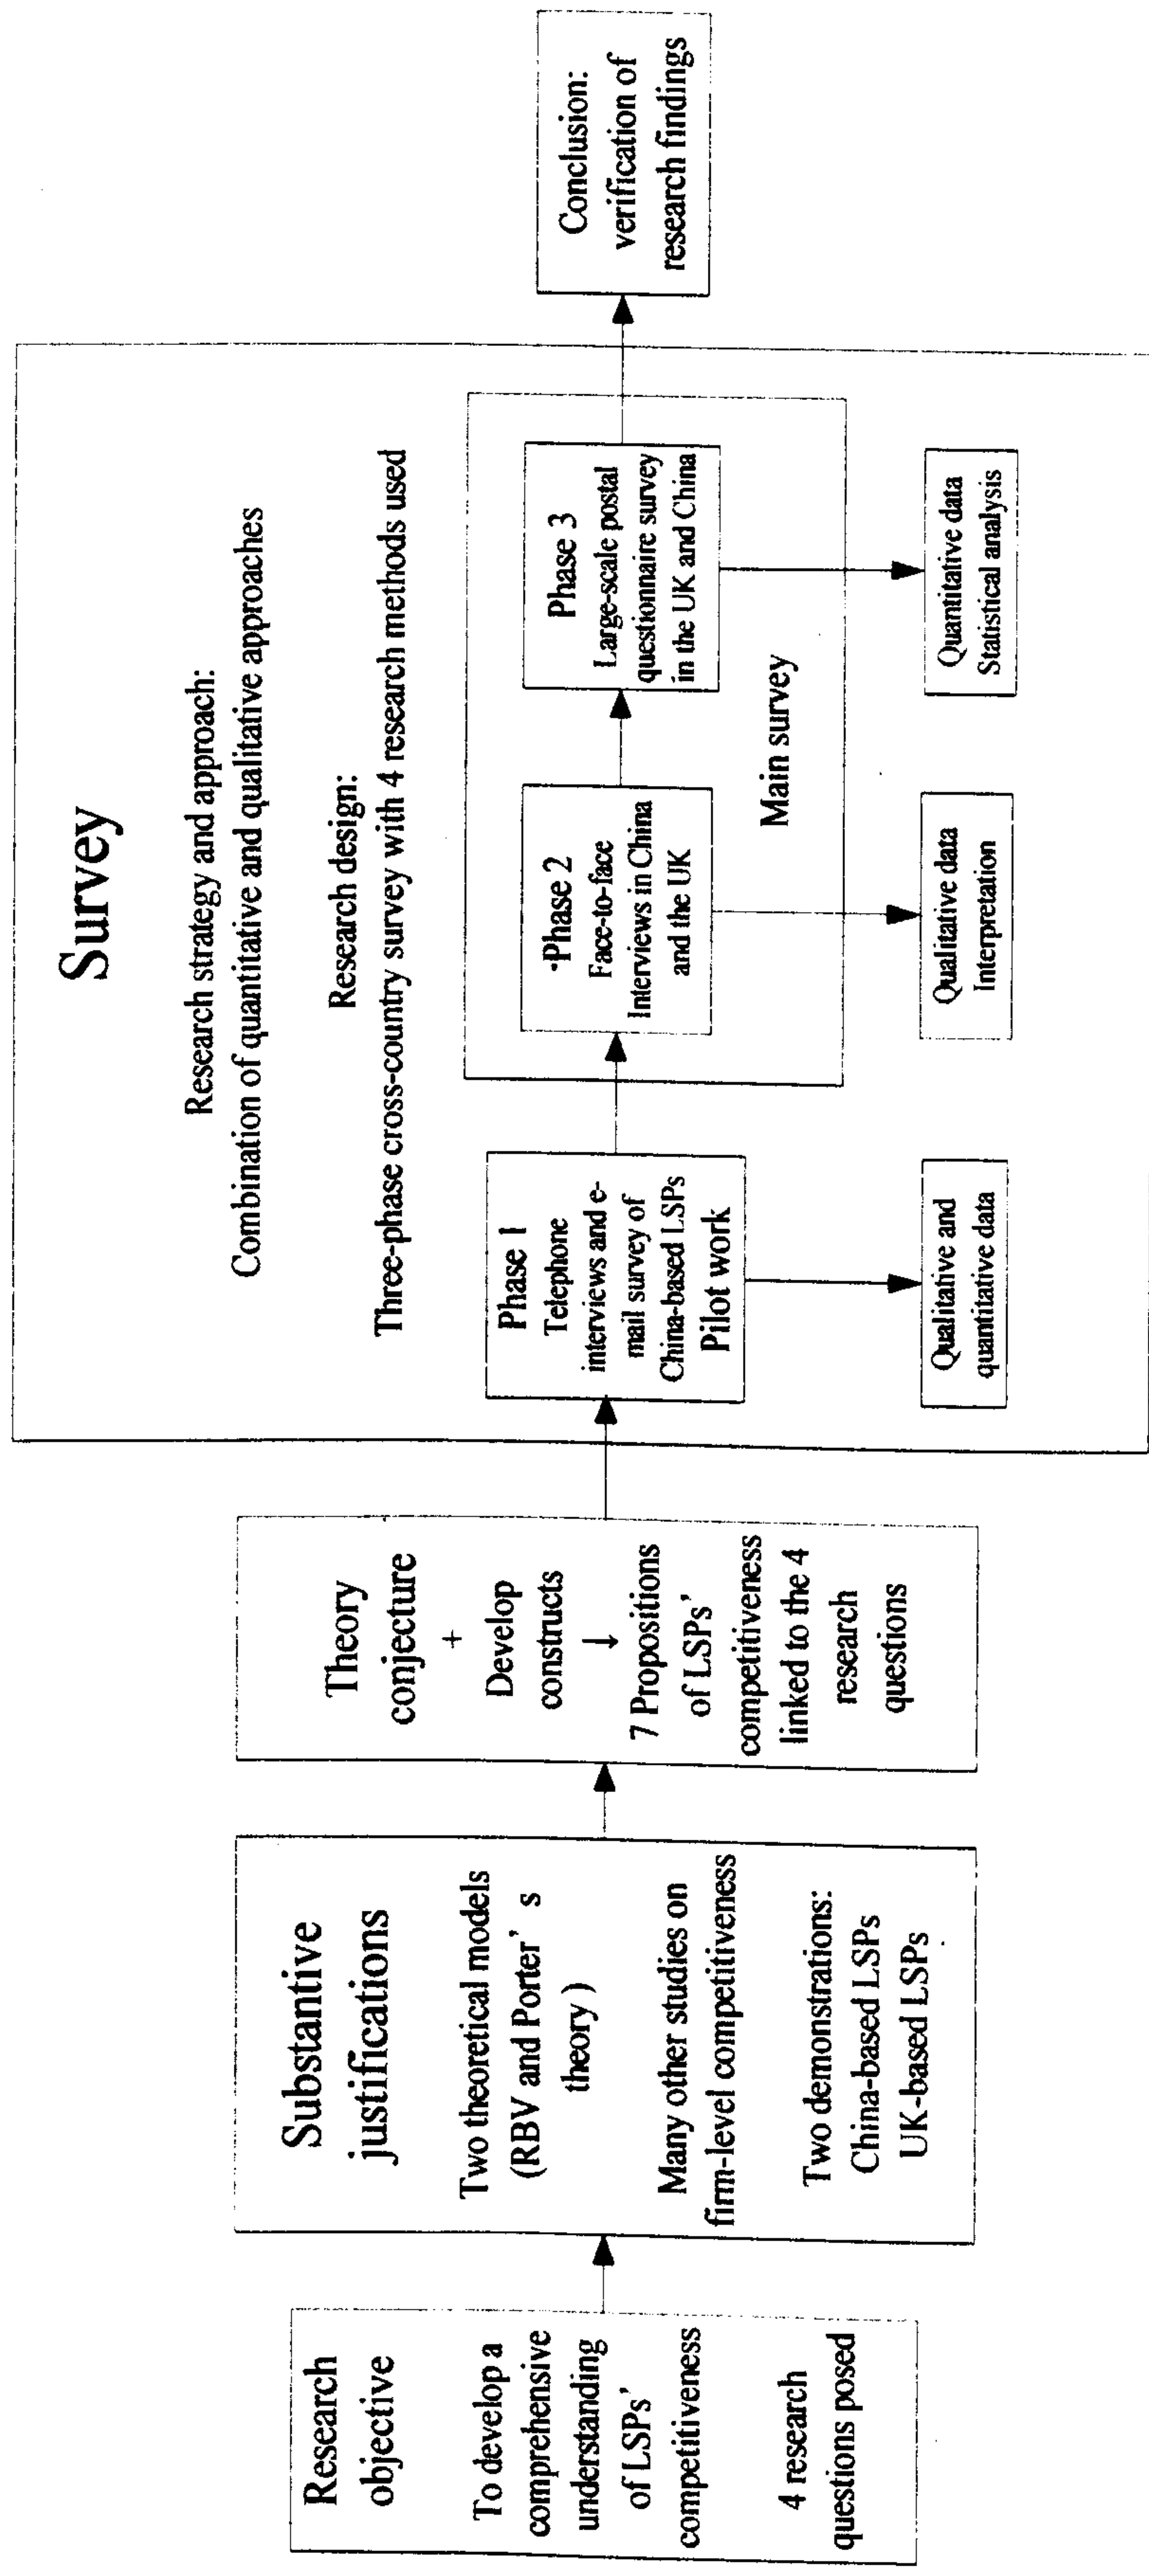 Research
objective
To develop a
comprehensive
understanding
of LSPs'
competitiveness
4 research
questions posed
Substantive
justifications
Two theoretical models
(RBV and Porter' s
theory )
Many other studies on
firm-level competitiveness
Two demonstrations:
China-based LSPs
UK-based LSPs
Theory
conjecture
+
Develop
constructs
↓
7 Propositions
of LSPs'
competitiveness
linked to the 4
research
questions
Survey
Research strategy and approach:
Combination of quantitative and qualitative approaches
Research design:
Three-phase cross-country survey with 4 research methods used
Phase 1
Telephone
interviews and e-
mail survey of
China-based LSPs
Pilot work
Qualitative and
quantitative data
Phase 2
Face-to-face
Interviews in China
and the UK
Qualitative data
Interpretation
Phase 3
Large-scale postal
questionnaire survey
in the UK and China
Main survey
Quantitative data
Statistical analysis
Conclusion:
verification of
research findings